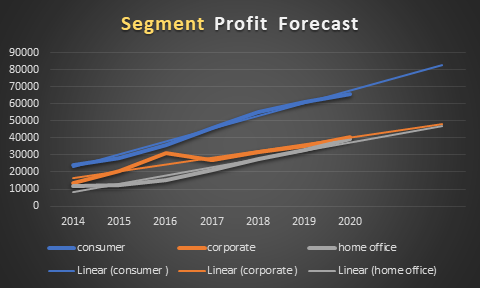 Segment Profit Forecast
90000
80000
70000
60000
50000
40000
30000
20000
10000
0
2014 2015 2016 2017 2018 2019 2020
consumer corporate home office
Linear (consumer ) Linear (corporate ) Linear (home office)